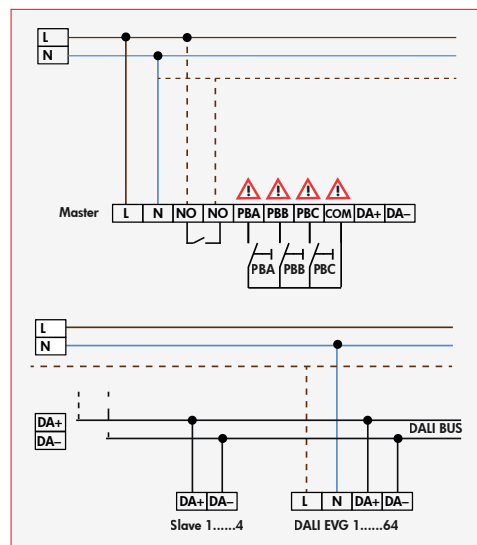 L
N
! ! ! !
Master L N NO NO PBA PBB PBC COM DA+ DA–
PBA PBB PBC
L
N
DA+
DA–
DALI BUS
DA+ DA– L N DA+ DA–
Slave 1......4 DALI EVG 1......64